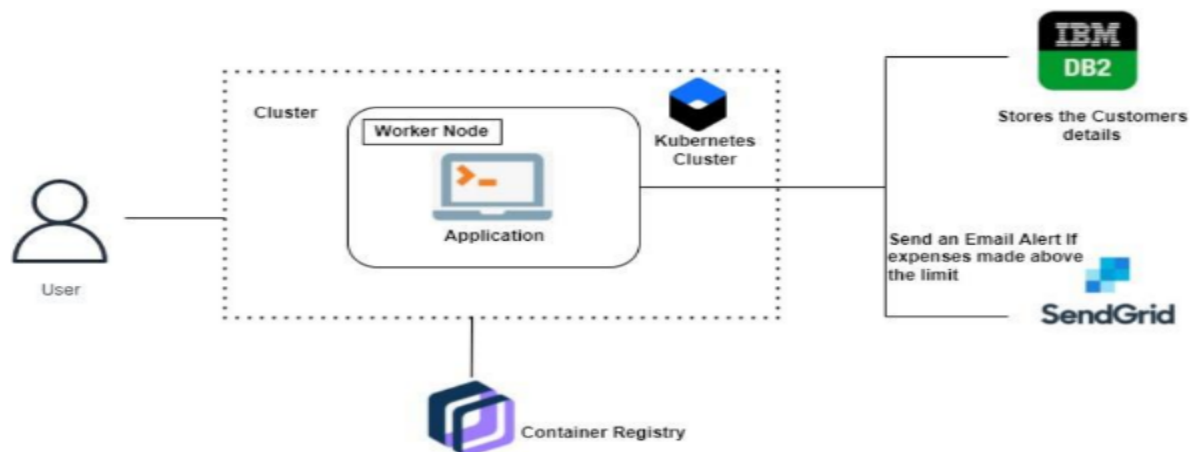 IBM
DB2
Stores the Customers
details
Cluster
Worker Node
Kubernetes
Cluster
Application
User
Send an Email Alert If
expenses made above
the limit
SendGrid
Container Registry